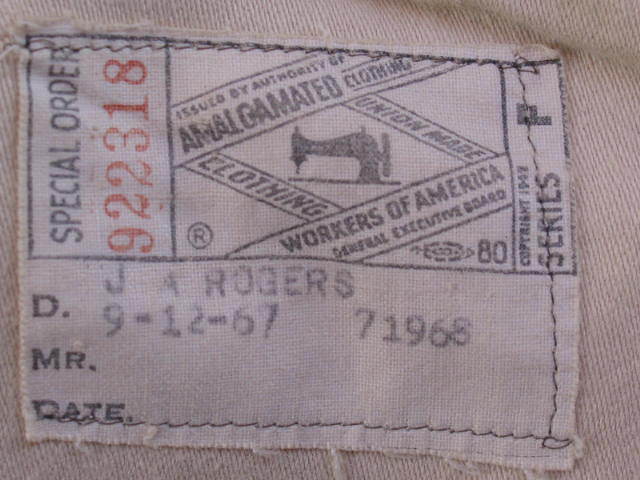 SPECIAL ORDER
922318
ISSUED BY AUTHORITY OF
AMALGAMATED CLOTHING
UNION MADE
CLOTHING
WORKERS OF AMERICA
GENERAL EXECUTIVE BOARD
®
80
COPYRIGHT
SERIES F
J A ROGERS
D.
9-12-67 71968
MR.
DATE.